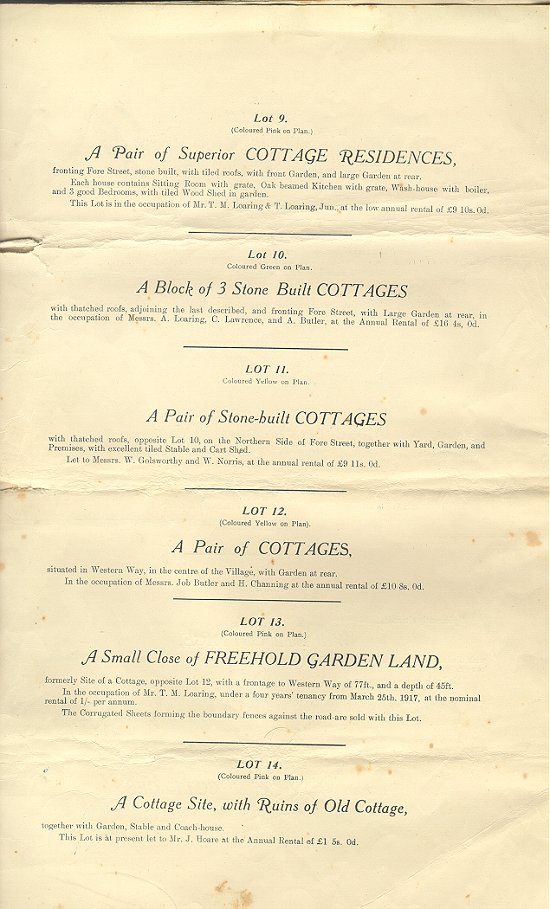 Lot 9.
(Coloured Pink on Plan.)
A Pair of Superior COTTAGE RESIDENCES,
fronting Fore Street, stone built, with tiled roofs, with front Garden, and large Garden at rear.
Each house contains Sitting Room with grate, Oak beamed Kitchen with grate, Wash-house with boiler,
and 3 good Bedrooms, with tiled Wood Shed in garden.
This Lot is in the occupation of Mr. T. M. Loaring & T. Loaring, Jun., at the low annual rental of £9 10s. 0d.
Lot 10.
Coloured Green on Plan.
A Block of 3 Stone Built COTTAGES
with thatched roofs, adjoining the last described, and fronting Fore Street, with Large Garden at rear, in
the occupation of Messrs. A. Loaring, C. Lawrence, and A. Butler, at the Annual Rental of £16 4s, 0d.
LOT 11.
Coloured Yellow on Plan.
A Pair of Stone-built COTTAGES
with thatched roofs, opposite Lot 10, on the Northern Side of Fore Street, together with Yard, Garden, and
Premises, with excellent tiled Stable and Cart Shed.
Let to Messrs. W. Golsworthy and W. Norris, at the annual rental of £9 11s. 0d.
LOT 12.
(Coloured Yellow on Plan).
A Pair of COTTAGES,
situated in Western Way, in the centre of the Village, with Garden at rear.
In the occupation of Messrs. Job Butler and H. Channing at the annual rental of £10 8s, 0d.
LOT 13.
(Coloured Pink on Plan.)
A Small Close of FREEHOLD GARDEN LAND,
formerly Site of a Cottage, opposite Lot 12, with a frontage to Western Way of 77ft., and a depth of 45ft.
In the occupation of Mr. T. M. Loaring, under a four years' tenancy from March 25th. 1917, at the nominal
rental of 1/- per annum.
The Corrugated Sheets forming the boundary fences against the road are sold with this Lot.
LOT 14.
(Coloured Pink on Plan.)
A Cottage Site, with Ruins of Old Cottage,
together with Garden, Stable and Coach-house.
This Lot is at present let to Mr. J. Hoare at the Annual Rental of £1 5s. 0d.